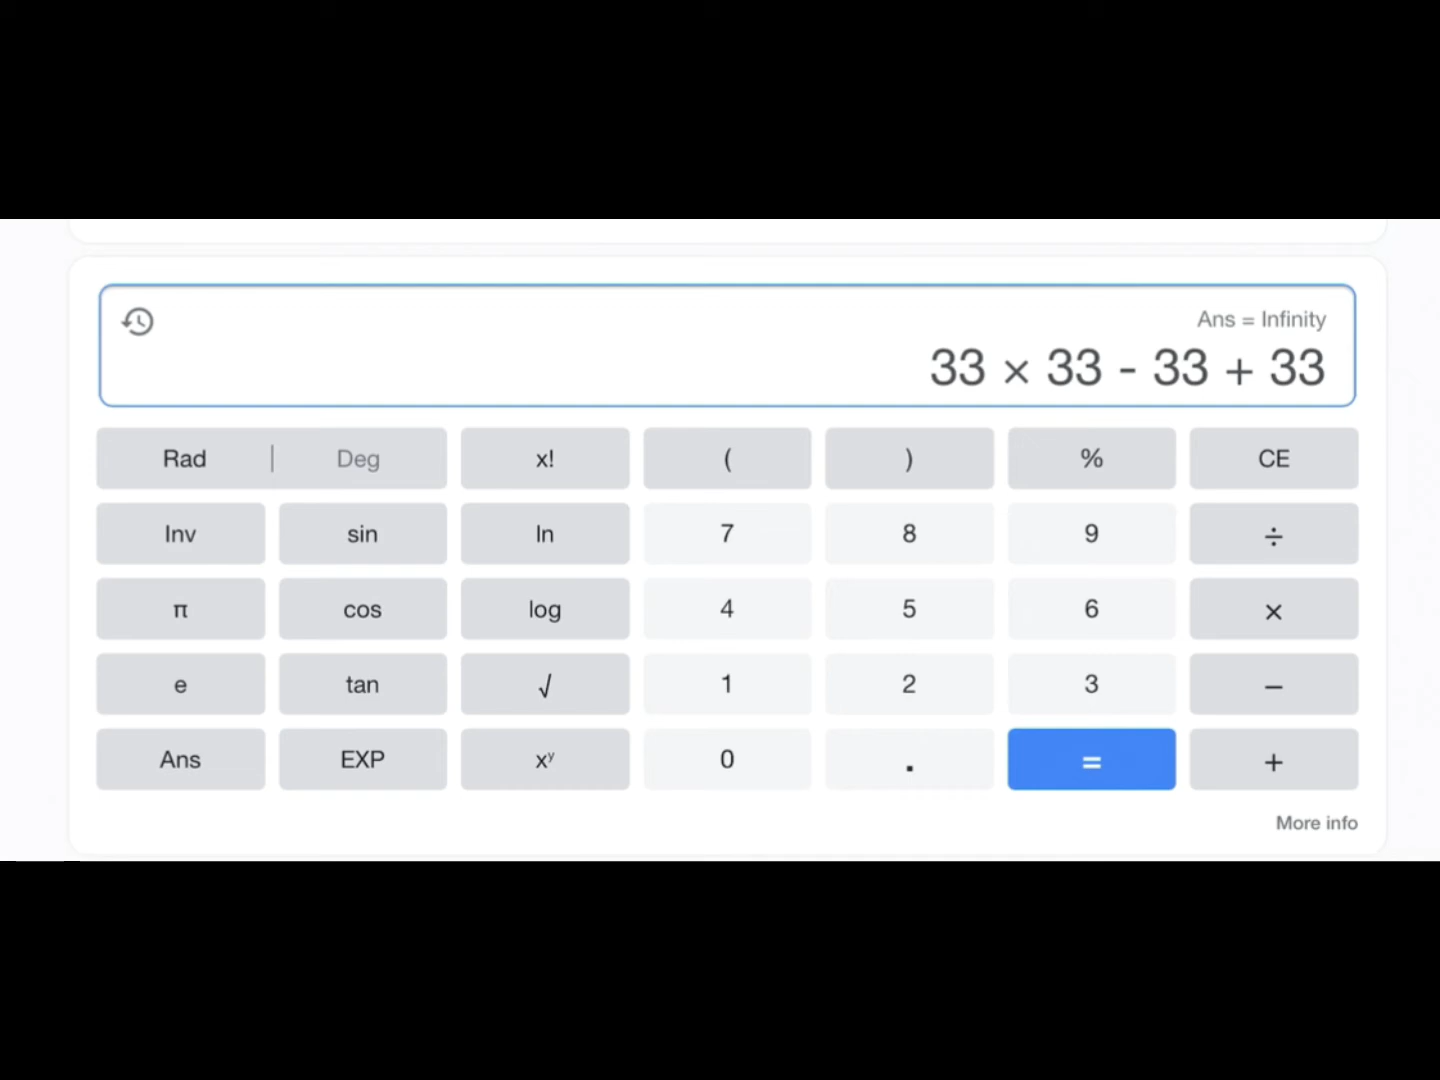 Ans = Infinity
33 × 33 - 33 + 33
Rad | Deg x! ( ) % CE
Inv sin ln 7 8 9 ÷
π cos log 4 5 6 ×
e tan √ 1 2 3 −
Ans EXP xʸ 0 . = +
More info